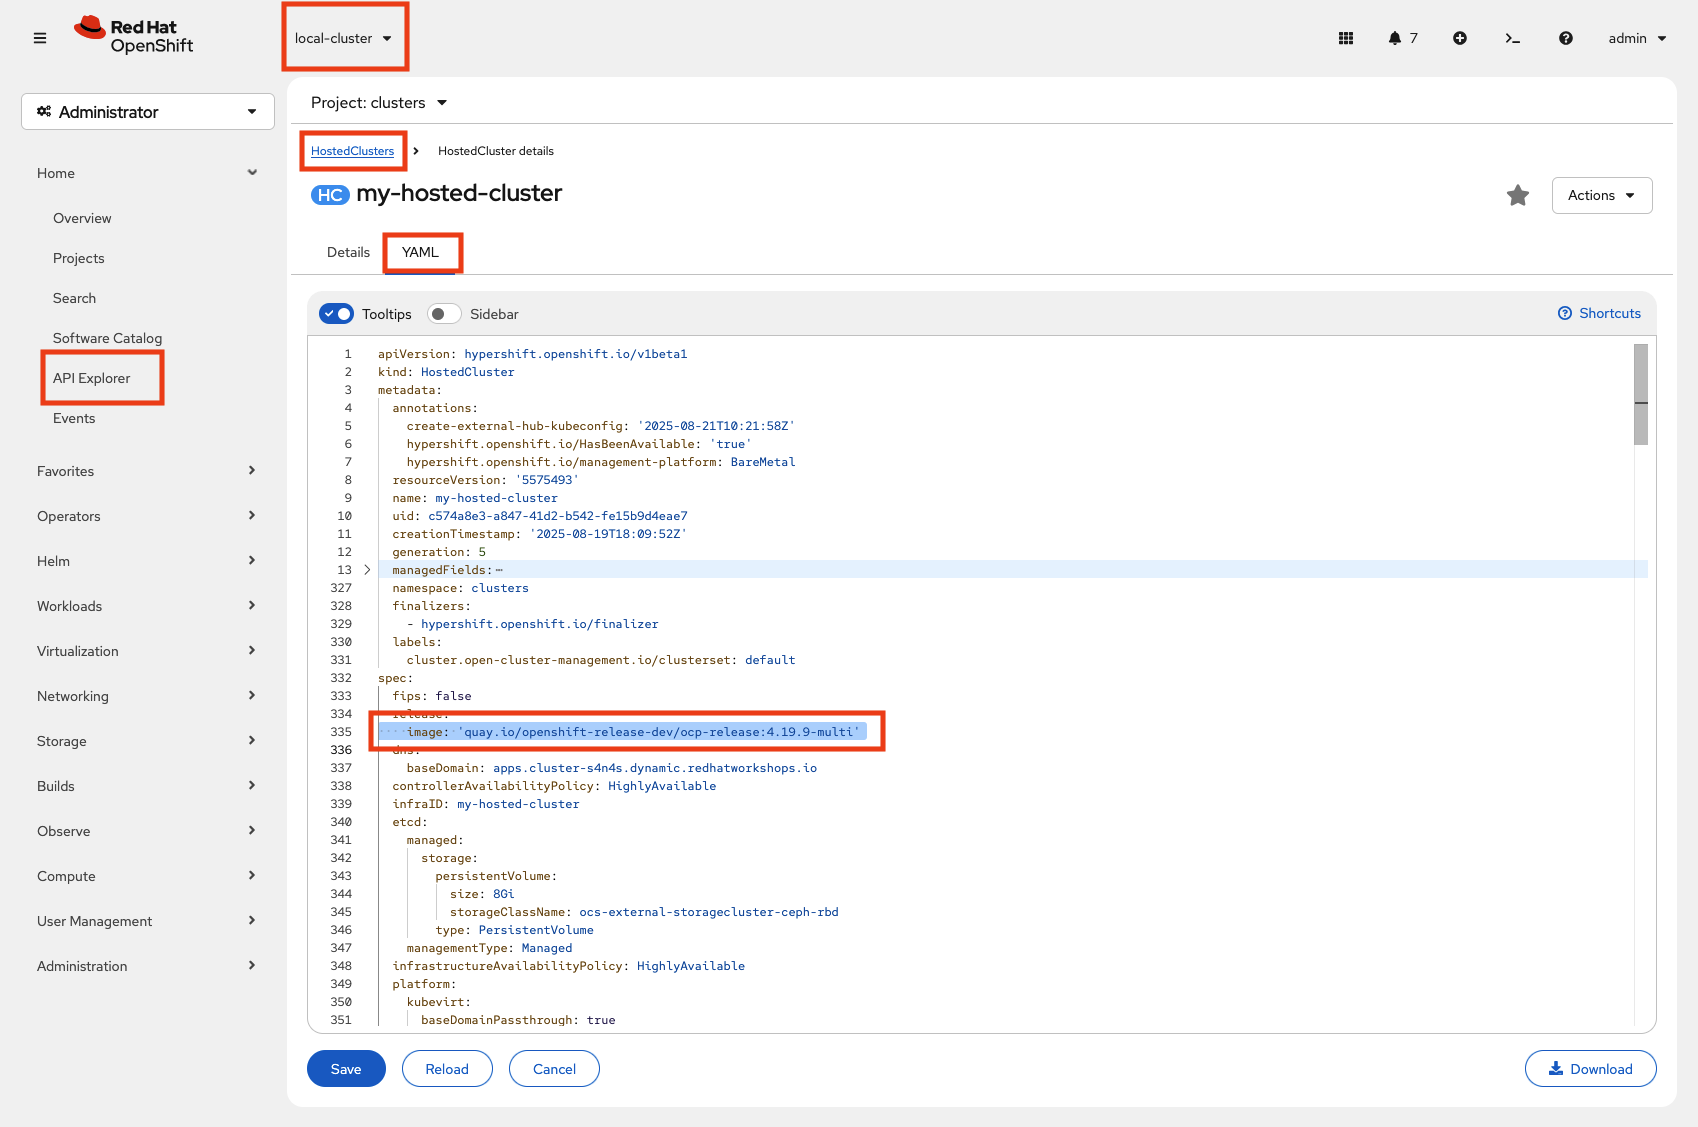 Red Hat
OpenShift
local-cluster
7
admin
Administrator
Home
Overview
Projects
Search
Software Catalog
API Explorer
Events
Favorites
Operators
Helm
Workloads
Virtualization
Networking
Storage
Builds
Observe
Compute
User Management
Administration
Project: clusters
HostedClusters
HostedCluster details
HC my-hosted-cluster
Actions
Details YAML
Tooltips Sidebar
Shortcuts
1 apiVersion: hypershift.openshift.io/v1beta1
2 kind: HostedCluster
3 metadata:
4 annotations:
5 create-external-hub-kubeconfig: '2025-08-21T10:21:58Z'
6 hypershift.openshift.io/HasBeenAvailable: 'true'
7 hypershift.openshift.io/management-platform: BareMetal
8 resourceVersion: '5575493'
9 name: my-hosted-cluster
10 uid: c574a8e3-a847-41d2-b542-fe15b9d4eae7
11 creationTimestamp: '2025-08-19T18:09:52Z'
12 generation: 5
13 managedFields:⋯
327 namespace: clusters
328 finalizers:
329 - hypershift.openshift.io/finalizer
330 labels:
331 cluster.open-cluster-management.io/clusterset: default
332 spec:
333 fips: false
334 release:
335 image: 'quay.io/openshift-release-dev/ocp-release:4.19.9-multi'
336 dns:
337 baseDomain: apps.cluster-s4n4s.dynamic.redhatworkshops.io
338 controllerAvailabilityPolicy: HighlyAvailable
339 infraID: my-hosted-cluster
340 etcd:
341 managed:
342 storage:
343 persistentVolume:
344 size: 8Gi
345 storageClassName: ocs-external-storagecluster-ceph-rbd
346 type: PersistentVolume
347 managementType: Managed
348 infrastructureAvailabilityPolicy: HighlyAvailable
349 platform:
350 kubevirt:
351 baseDomainPassthrough: true
Save
Reload
Cancel
Download